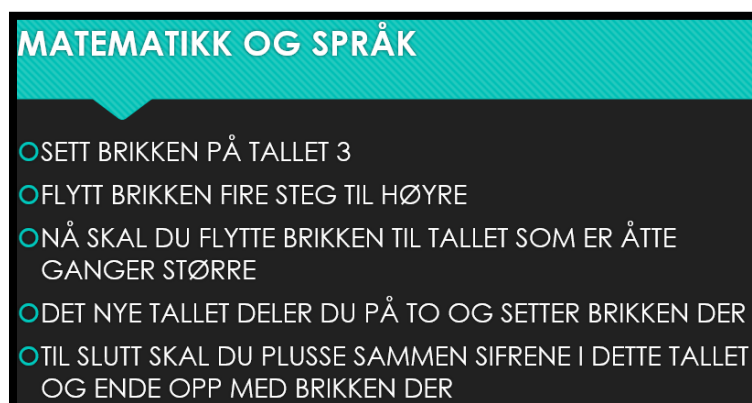 MATEMATIKK OG SPRÅK
SETT BRIKKEN PÅ TALLET 3
FLYTT BRIKKEN FIRE STEG TIL HØYRE
NÅ SKAL DU FLYTTE BRIKKEN TIL TALLET SOM ER ÅTTE
GANGER STØRRE
DET NYE TALLET DELER DU PÅ TO OG SETTER BRIKKEN DER
TIL SLUTT SKAL DU PLUSSE SAMMEN SIFRENE I DETTE TALLET
OG ENDE OPP MED BRIKKEN DER